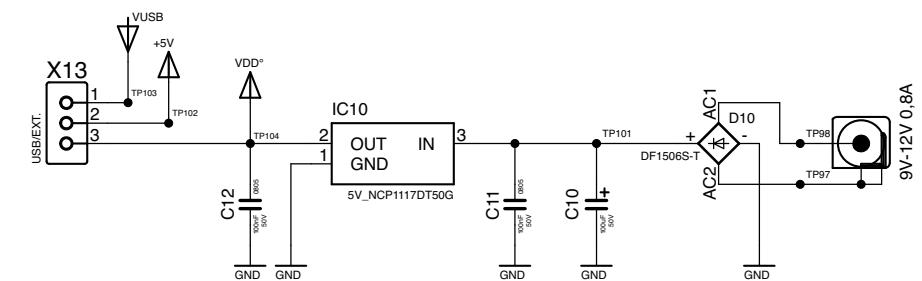 VUSB
+5V
X13
VDD°
1
TP103
2
TP102
3
USB/EXT.
TP104
IC10
2
OUT
IN
3
1
GND
5V_NCP1117DT50G
C12
0805
100nF
50V
C11
0805
100nF
50V
TP101
C10
+
100uF
50V
AC1
D10
+
-
DF1506S-T
AC2
TP98
TP97
9V-12V 0,8A
GND
GND
GND
GND
GND